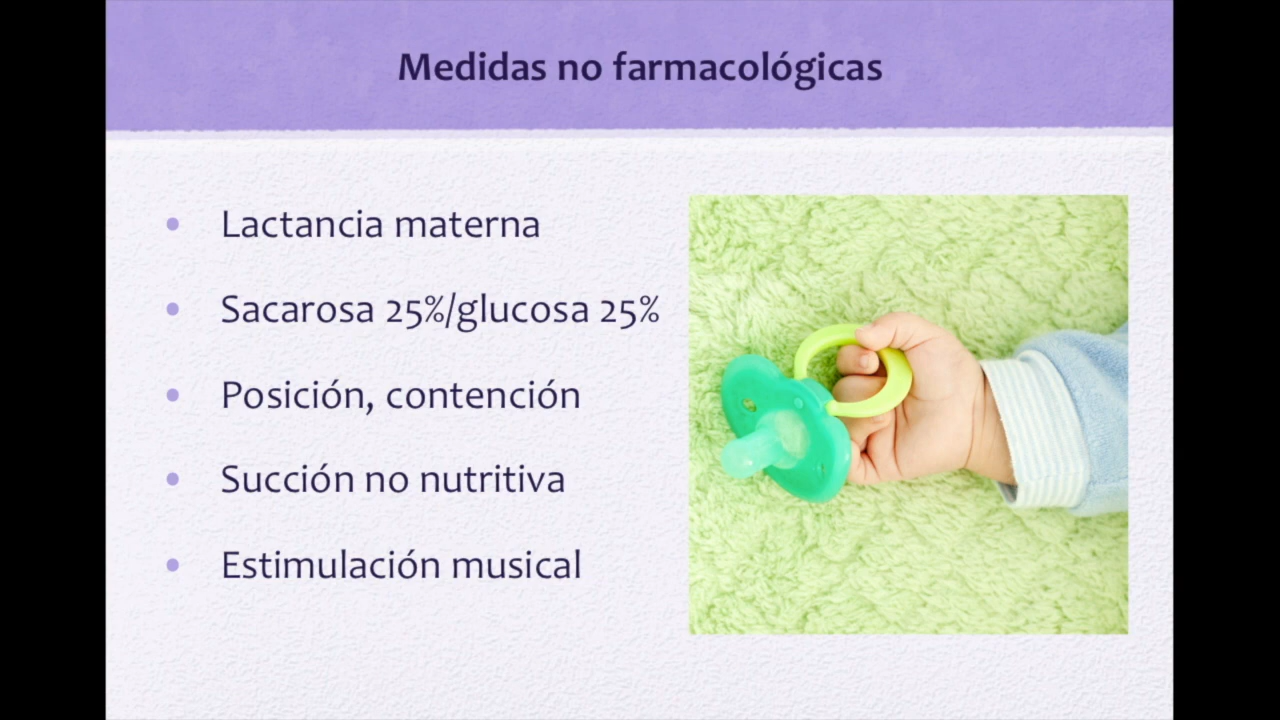 Medidas no farmacológicas
• Lactancia materna
• Sacarosa 25%/glucosa 25%
• Posición, contención
• Succión no nutritiva
• Estimulación musical